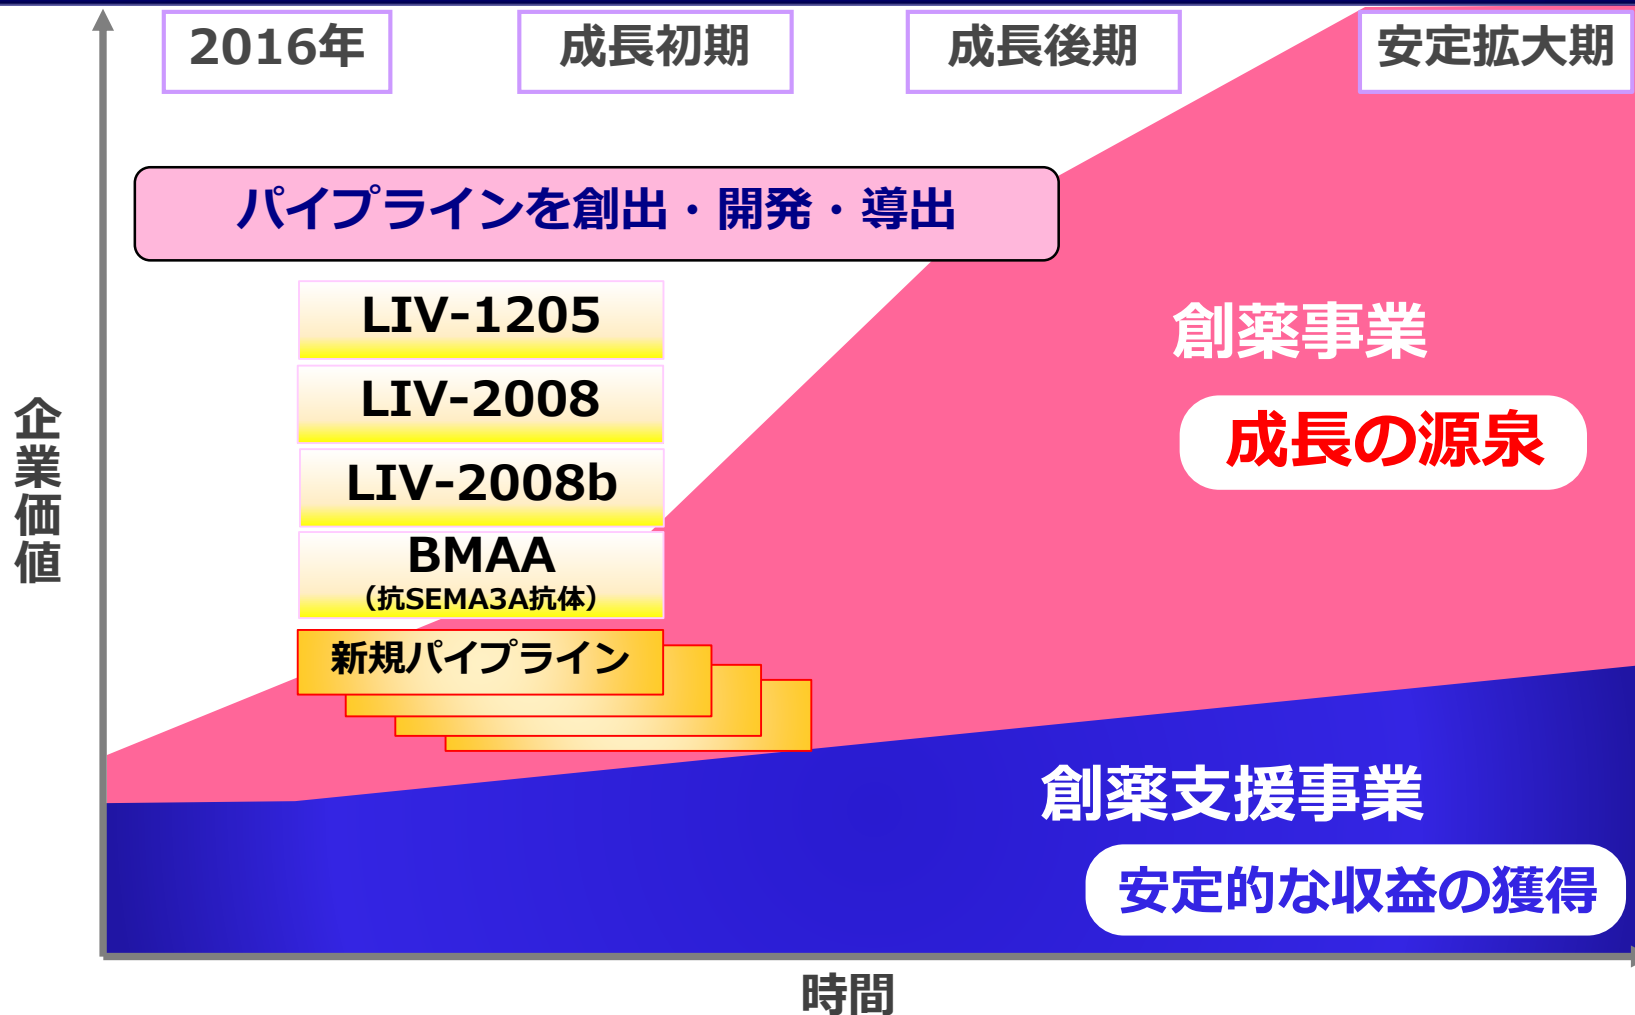 2016年
成長初期
成長後期
安定拡大期
パイプラインを創出・開発・導出
LIV-1205
LIV-2008
LIV-2008b
BMAA
（抗SEMA3A抗体）
新規パイプライン
創薬事業
成長の源泉
創薬支援事業
安定的な収益の獲得
企業価値
時間